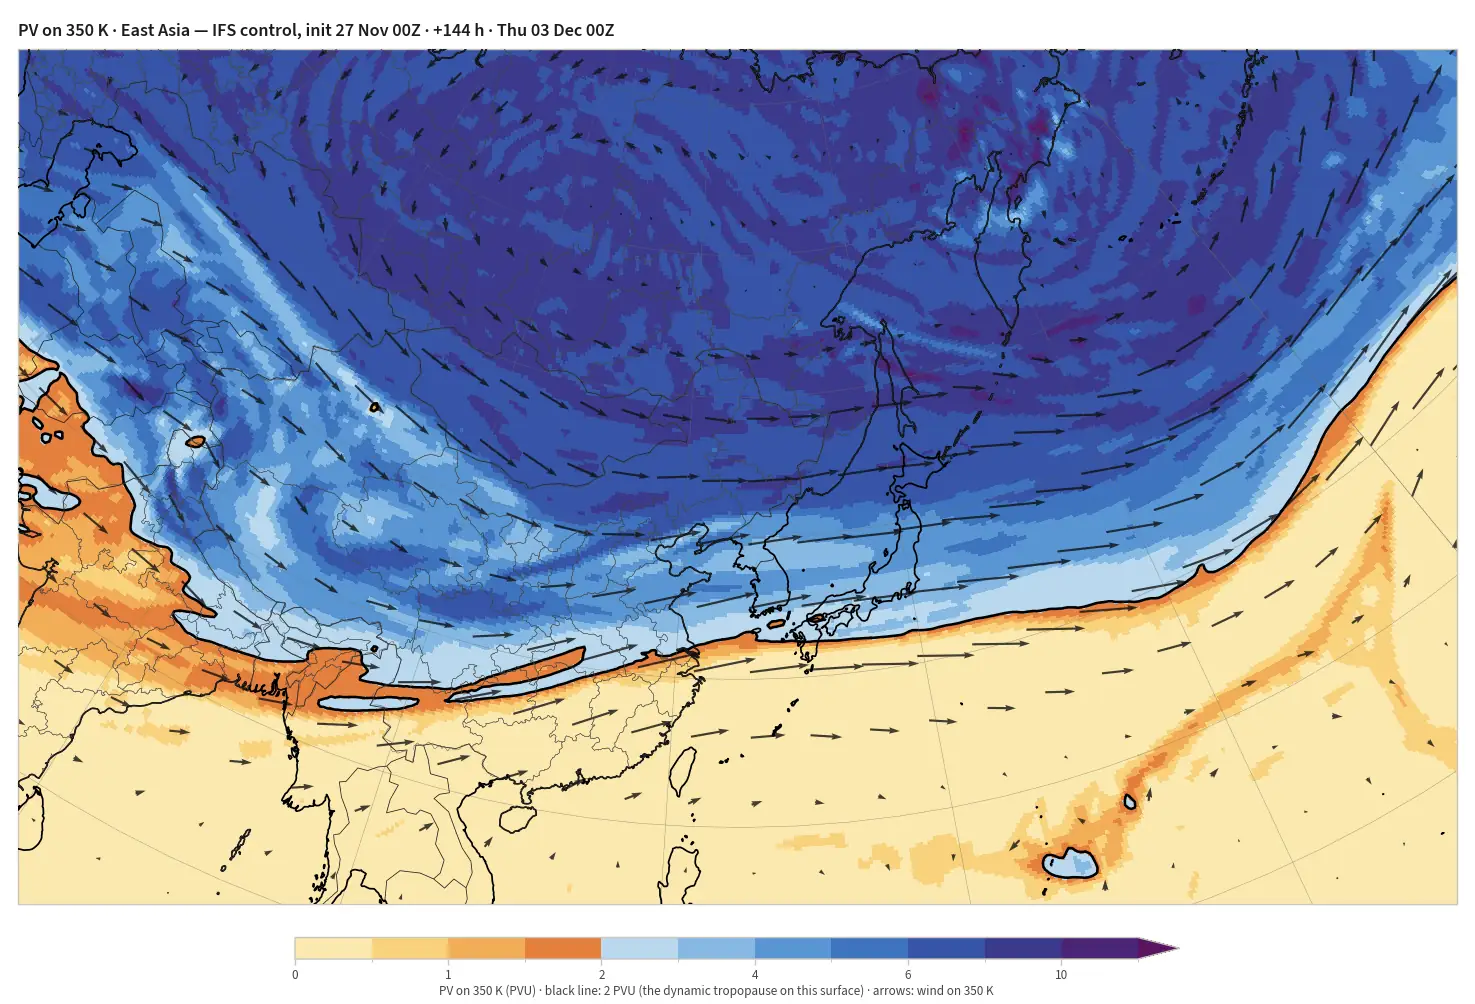 PV on 350 K · East Asia — IFS control, init 27 Nov 00Z · +144 h · Thu 03 Dec 00Z
0 1 2 4 6 10
PV on 350 K (PVU) · black line: 2 PVU (the dynamic tropopause on this surface) · arrows: wind on 350 K